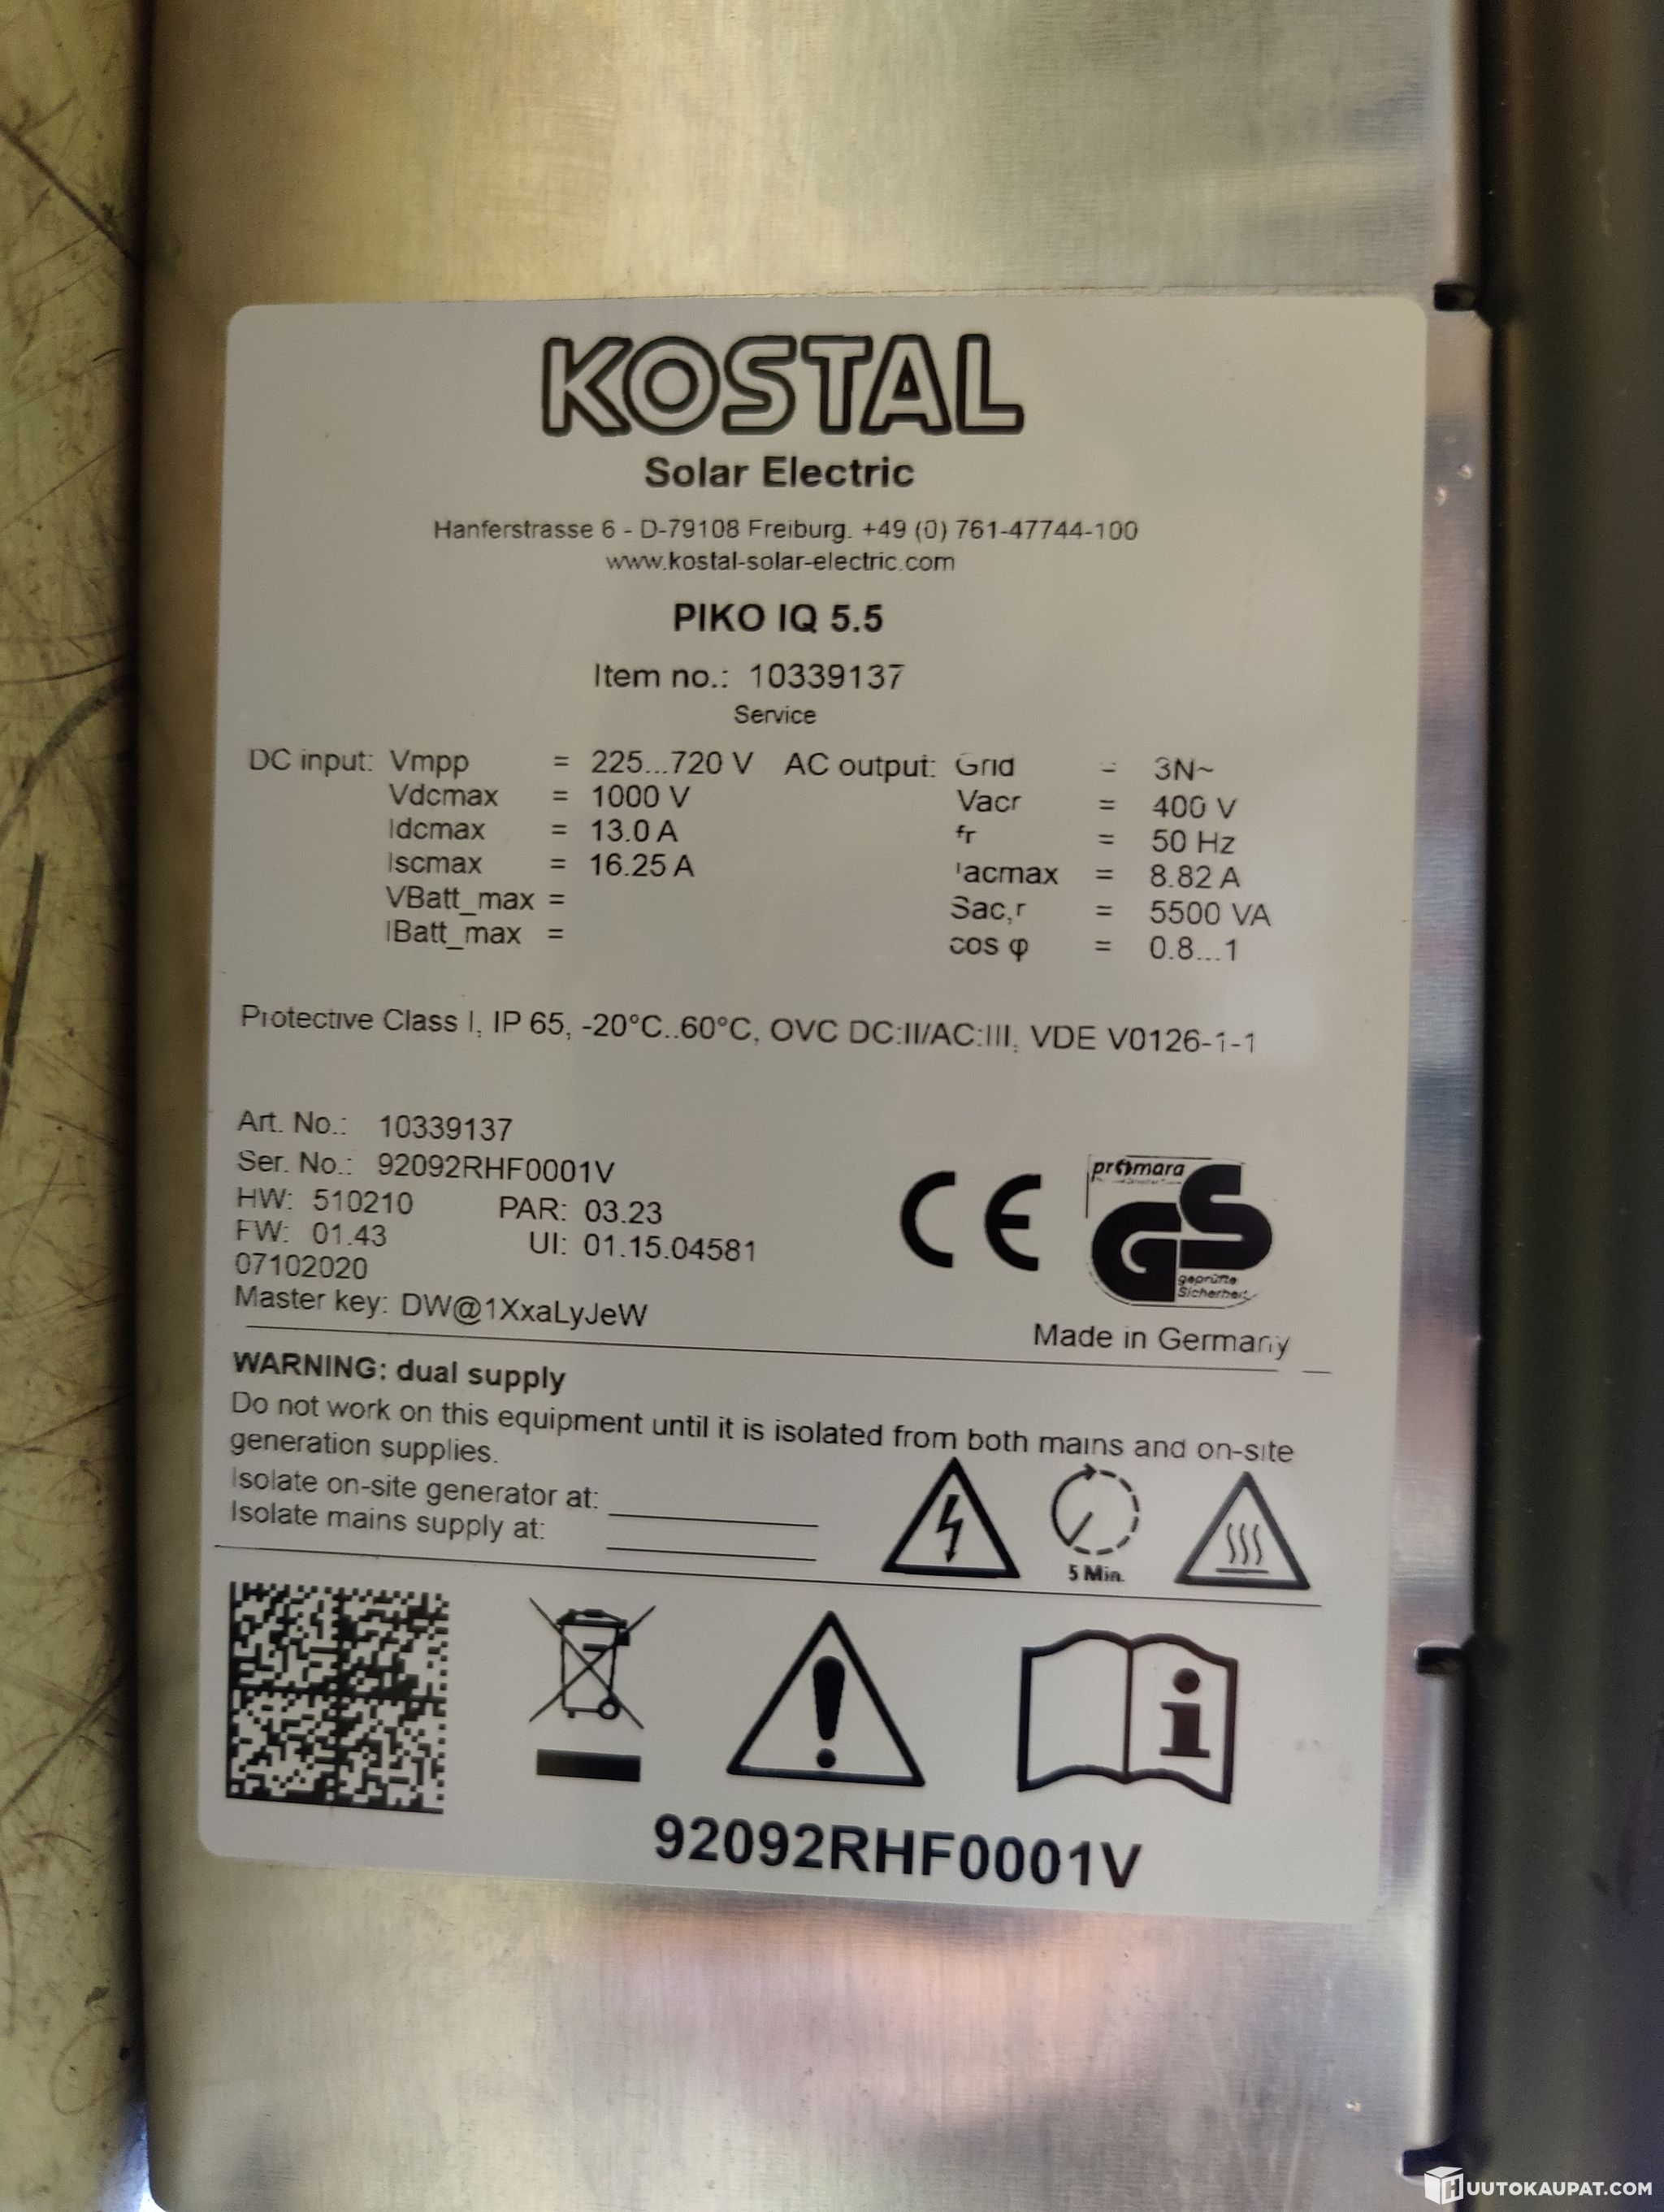 KOSTAL
Solar Electric
Hanferstrasse 6 - D-79108 Freiburg. +49 (0) 761-47744-100
www.kostal-solar-electric.com
PIKO IQ 5.5
Item no.: 10339137
Service
DC input: Vmpp = 225...720 V AC output: Grid = 3N~
Vdcmax = 1000 V Vacr = 400 V
Idcmax = 13.0 A fr = 50 Hz
Iscmax = 16.25 A Iacmax = 8.82 A
VBatt_max = Sac,r = 5500 VA
IBatt_max = cos φ = 0.8...1
Protective Class I, IP 65, -20°C..60°C, OVC DC:II/AC:III, VDE V0126-1-1
Art. No.: 10339137
Ser. No.: 92092RHF0001V
HW: 510210 PAR: 03.23
FW: 01.43 UI: 01.15.04581
07102020
Master key: DW@1XxaLyJeW
CE
promara
GS
geprüfte
Sicherheit
Made in Germany
WARNING: dual supply
Do not work on this equipment until it is isolated from both mains and on-site
generation supplies.
Isolate on-site generator at:
Isolate mains supply at:
5 Min.
92092RHF0001V
HUUTOKAUPAT.COM